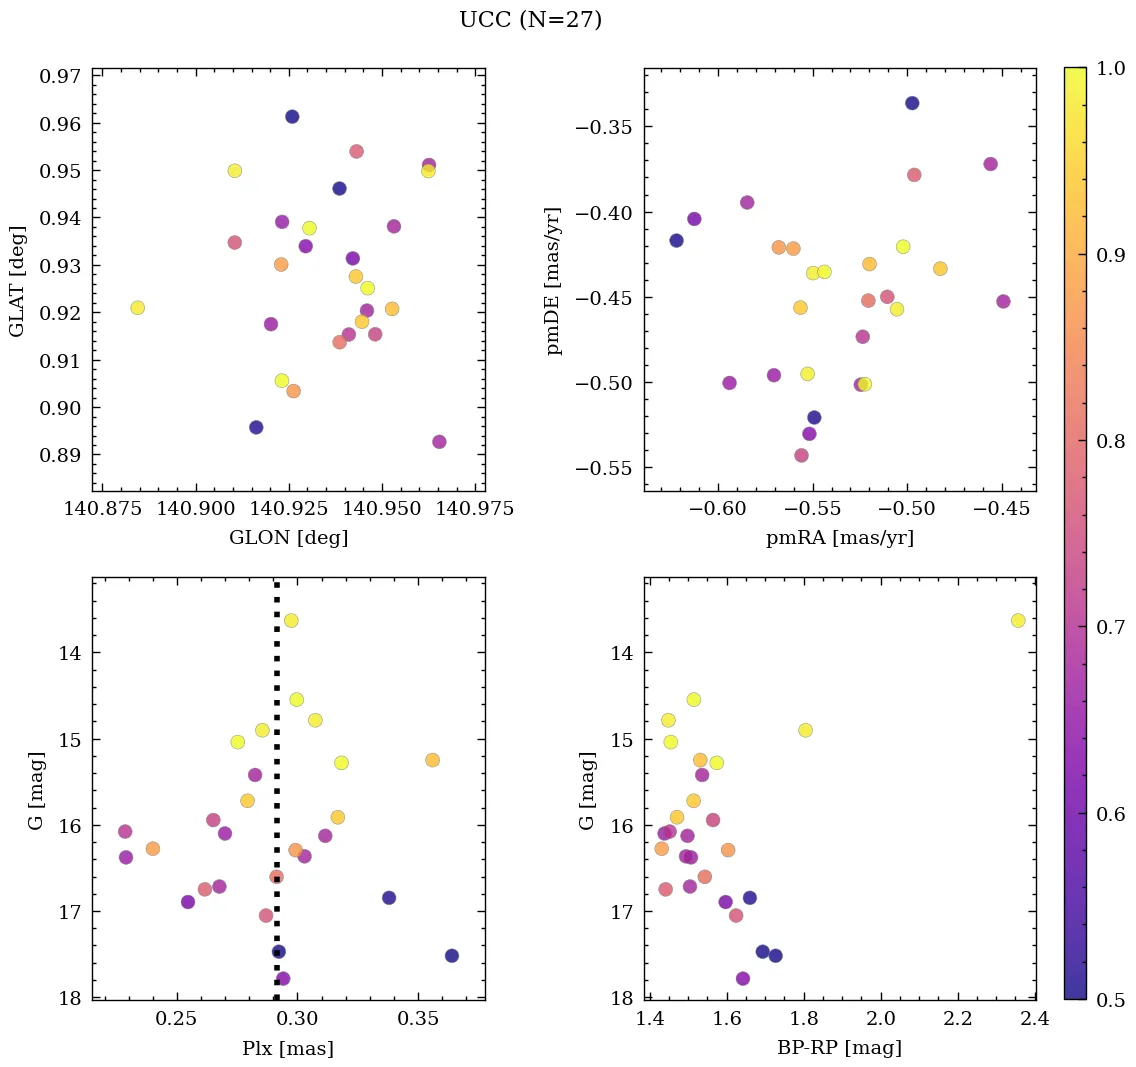 UCC (N=27)
0.97
0.96
0.95
0.94
0.93
0.92
0.91
0.90
0.89
GLAT [deg]
140.875 140.900 140.925 140.950 140.975
GLON [deg]
−0.35
−0.40
−0.45
−0.50
−0.55
pmDE [mas/yr]
−0.60 −0.55 −0.50 −0.45
pmRA [mas/yr]
14
15
16
17
18
G [mag]
0.25 0.30 0.35
Plx [mas]
14
15
16
17
18
G [mag]
1.4 1.6 1.8 2.0 2.2 2.4
BP-RP [mag]
1.0
0.9
0.8
0.7
0.6
0.5